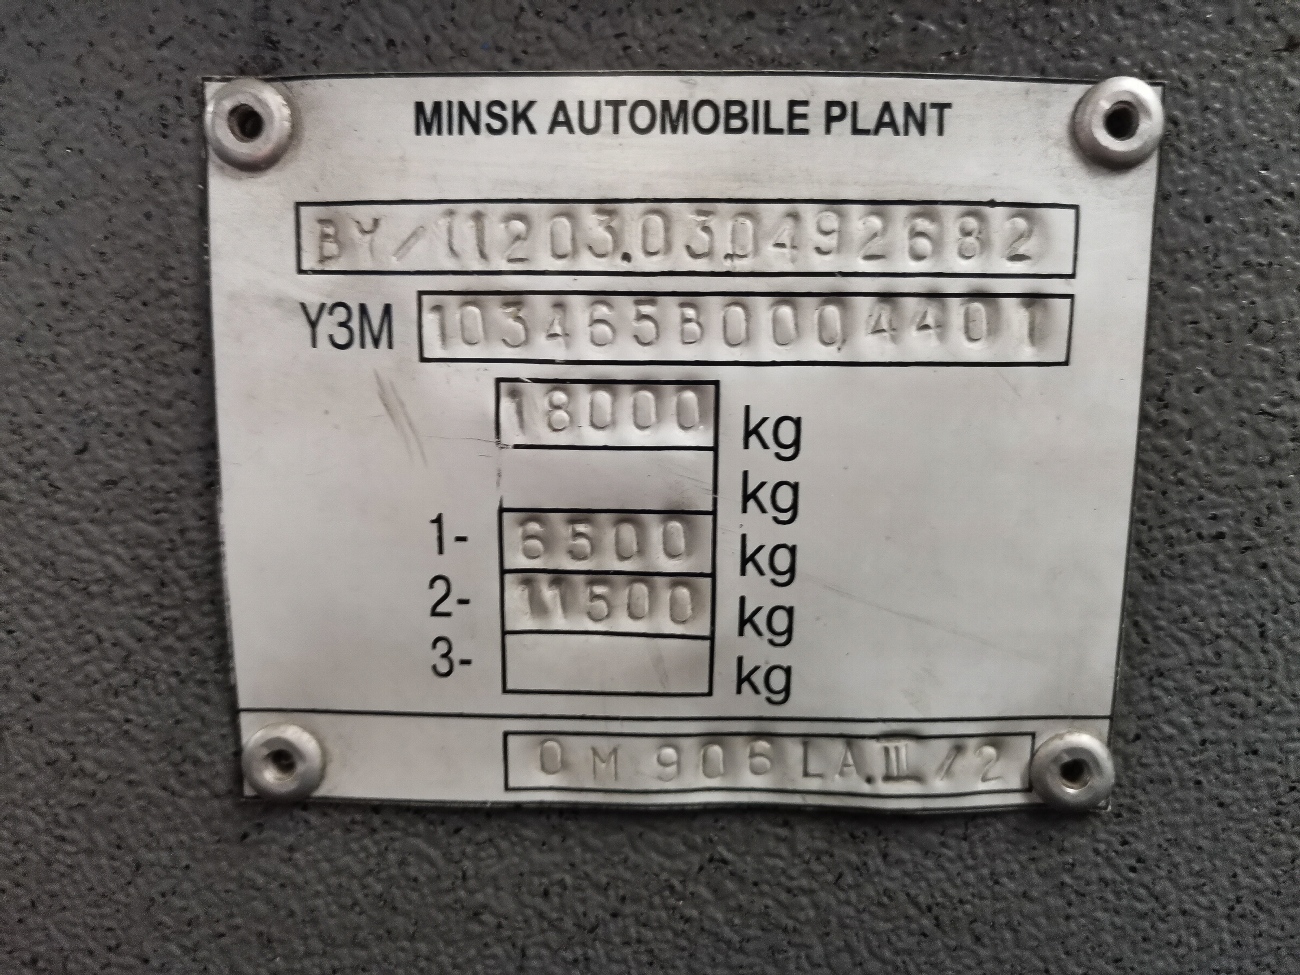 MINSK AUTOMOBILE PLANT
BY/11203.03.0492682
Y3M 103465B0004401
18000 kg
kg
1- 6500 kg
2- 11500 kg
3- kg
OM 906 LA.III/2